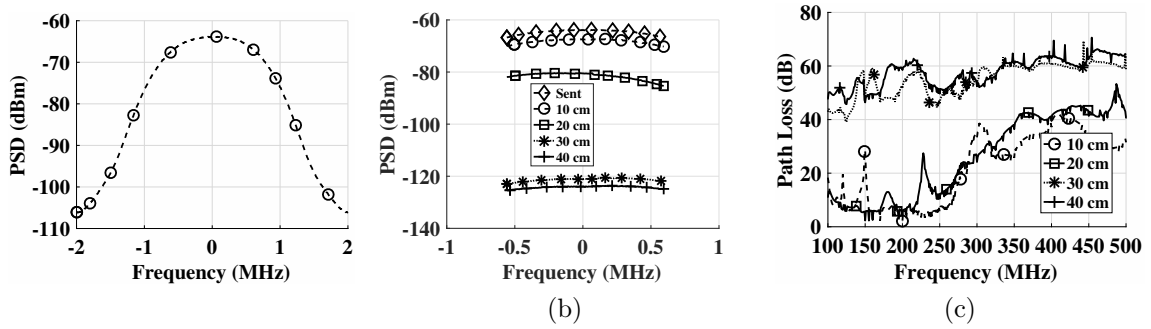 -60
-70
-80
-90
-100
-110
PSD (dBm)
-2 -1 0 1 2
Frequency (MHz)
-60
-80
-100
-120
-140
PSD (dBm)
Sent
10 cm
20 cm
30 cm
40 cm
-1 -0.5 0 0.5 1
Frequency (MHz)
(b)
80
60
40
20
0
Path Loss (dB)
10 cm
20 cm
30 cm
40 cm
100 150 200 250 300 350 400 450 500
Frequency (MHz)
(c)